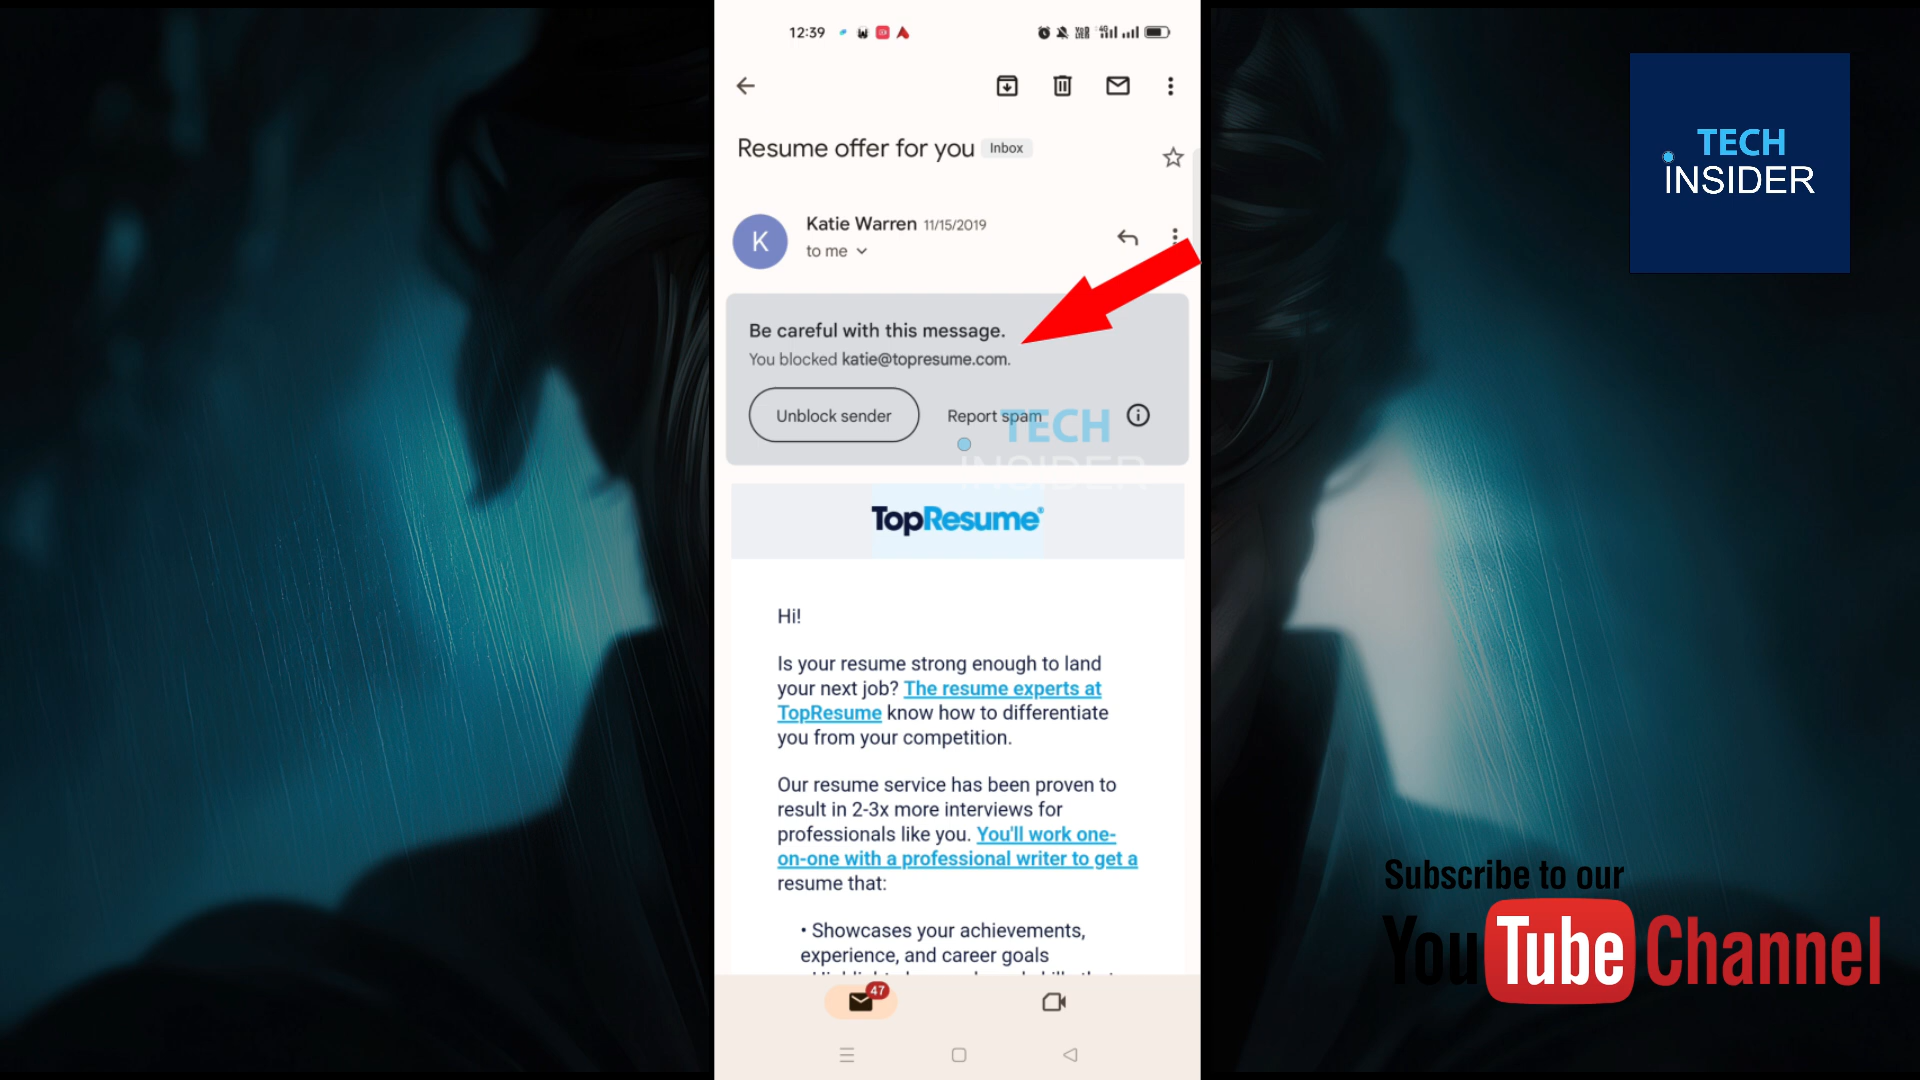 12:39
Resume offer for you Inbox
K
Katie Warren 11/15/2019
to me
Be careful with this message.
You blocked katie@topresume.com.
Unblock sender
Report spam
TECH
INSIDER
TopResume®
Hi!
Is your resume strong enough to land
your next job? The resume experts at
TopResume know how to differentiate
you from your competition.
Our resume service has been proven to
result in 2-3x more interviews for
professionals like you. You'll work one-
on-one with a professional writer to get a
resume that:
• Showcases your achievements,
experience, and career goals
47
TECH
INSIDER
Subscribe to our
YouTube Channel